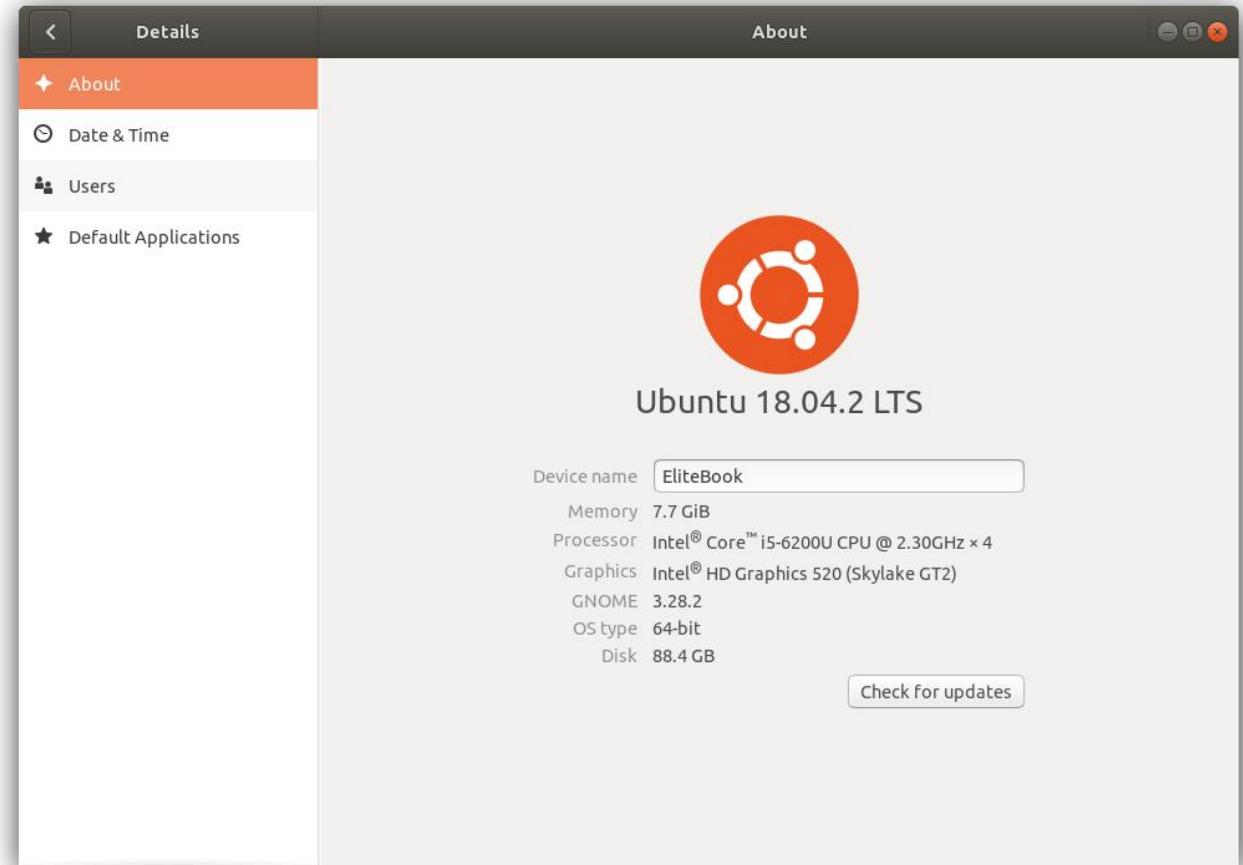 Details
About
About
Date & Time
Users
Default Applications
Ubuntu 18.04.2 LTS
Device name EliteBook
Memory 7.7 GiB
Processor Intel® Core™ i5-6200U CPU @ 2.30GHz × 4
Graphics Intel® HD Graphics 520 (Skylake GT2)
GNOME 3.28.2
OS type 64-bit
Disk 88.4 GB
Check for updates